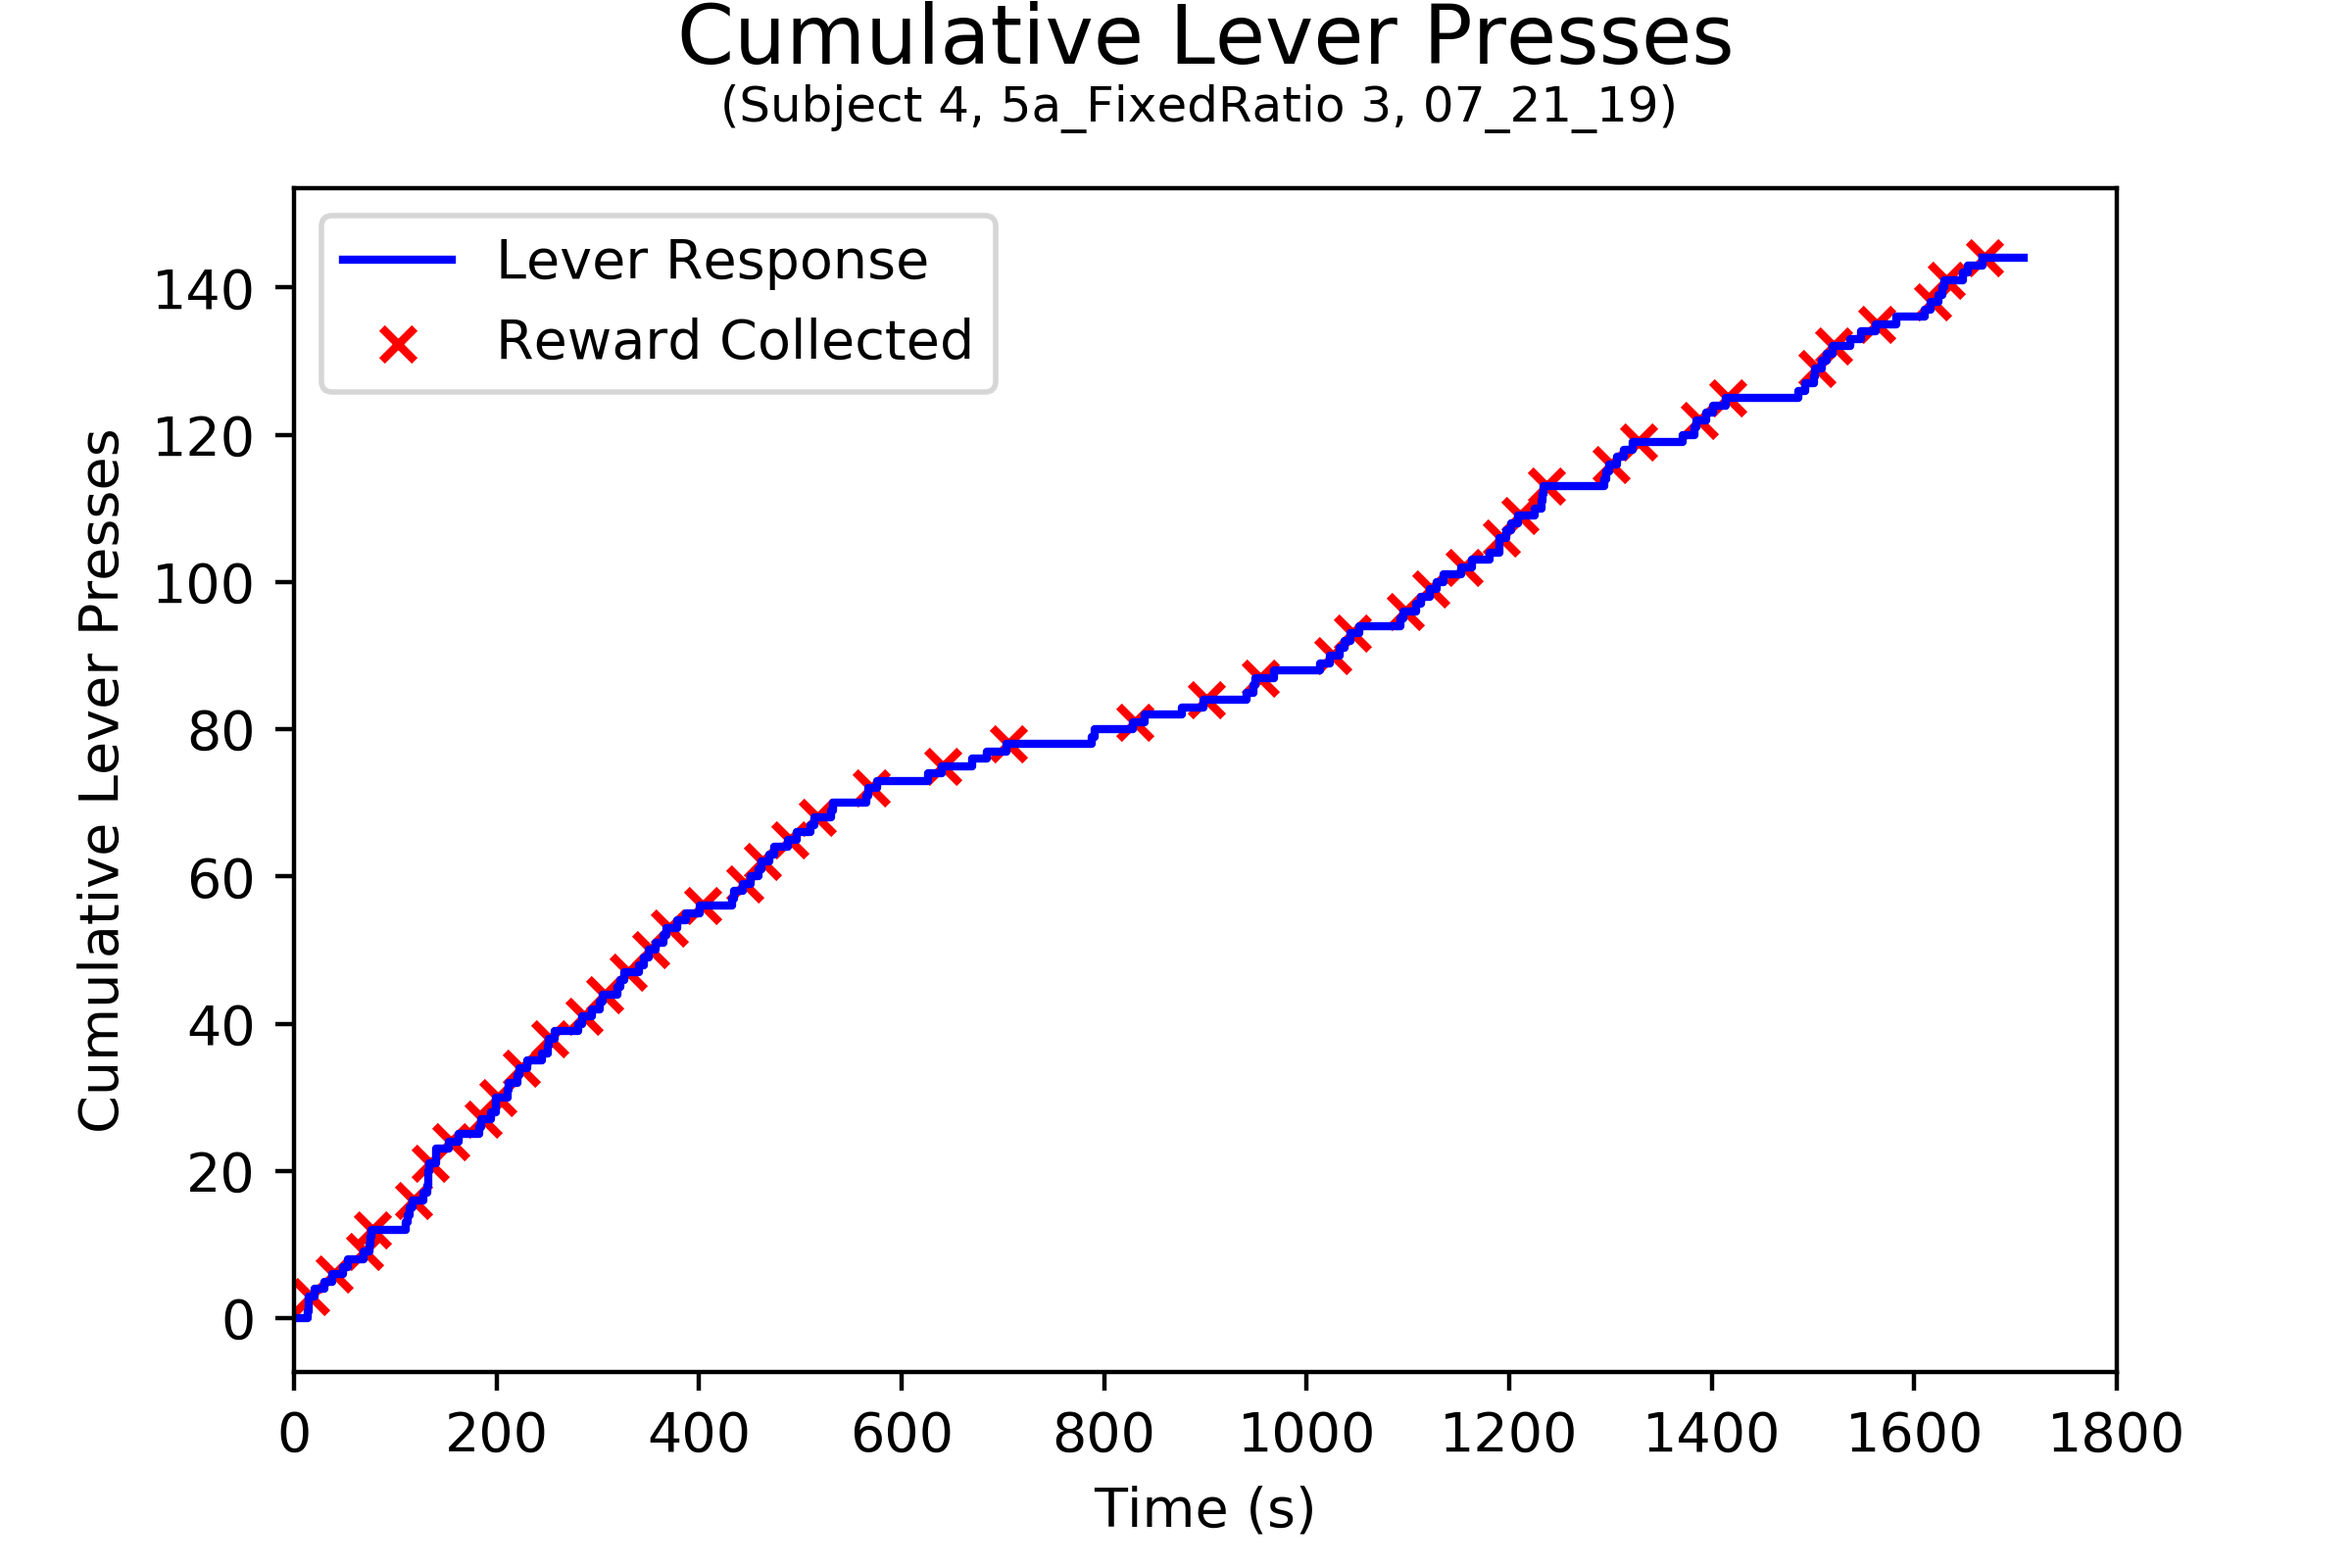 Cumulative Lever Presses
(Subject 4, 5a_FixedRatio 3, 07_21_19)
Lever Response
Reward Collected
Cumulative Lever Presses
140
120
100
80
60
40
20
0
0 200 400 600 800 1000 1200 1400 1600 1800
Time (s)